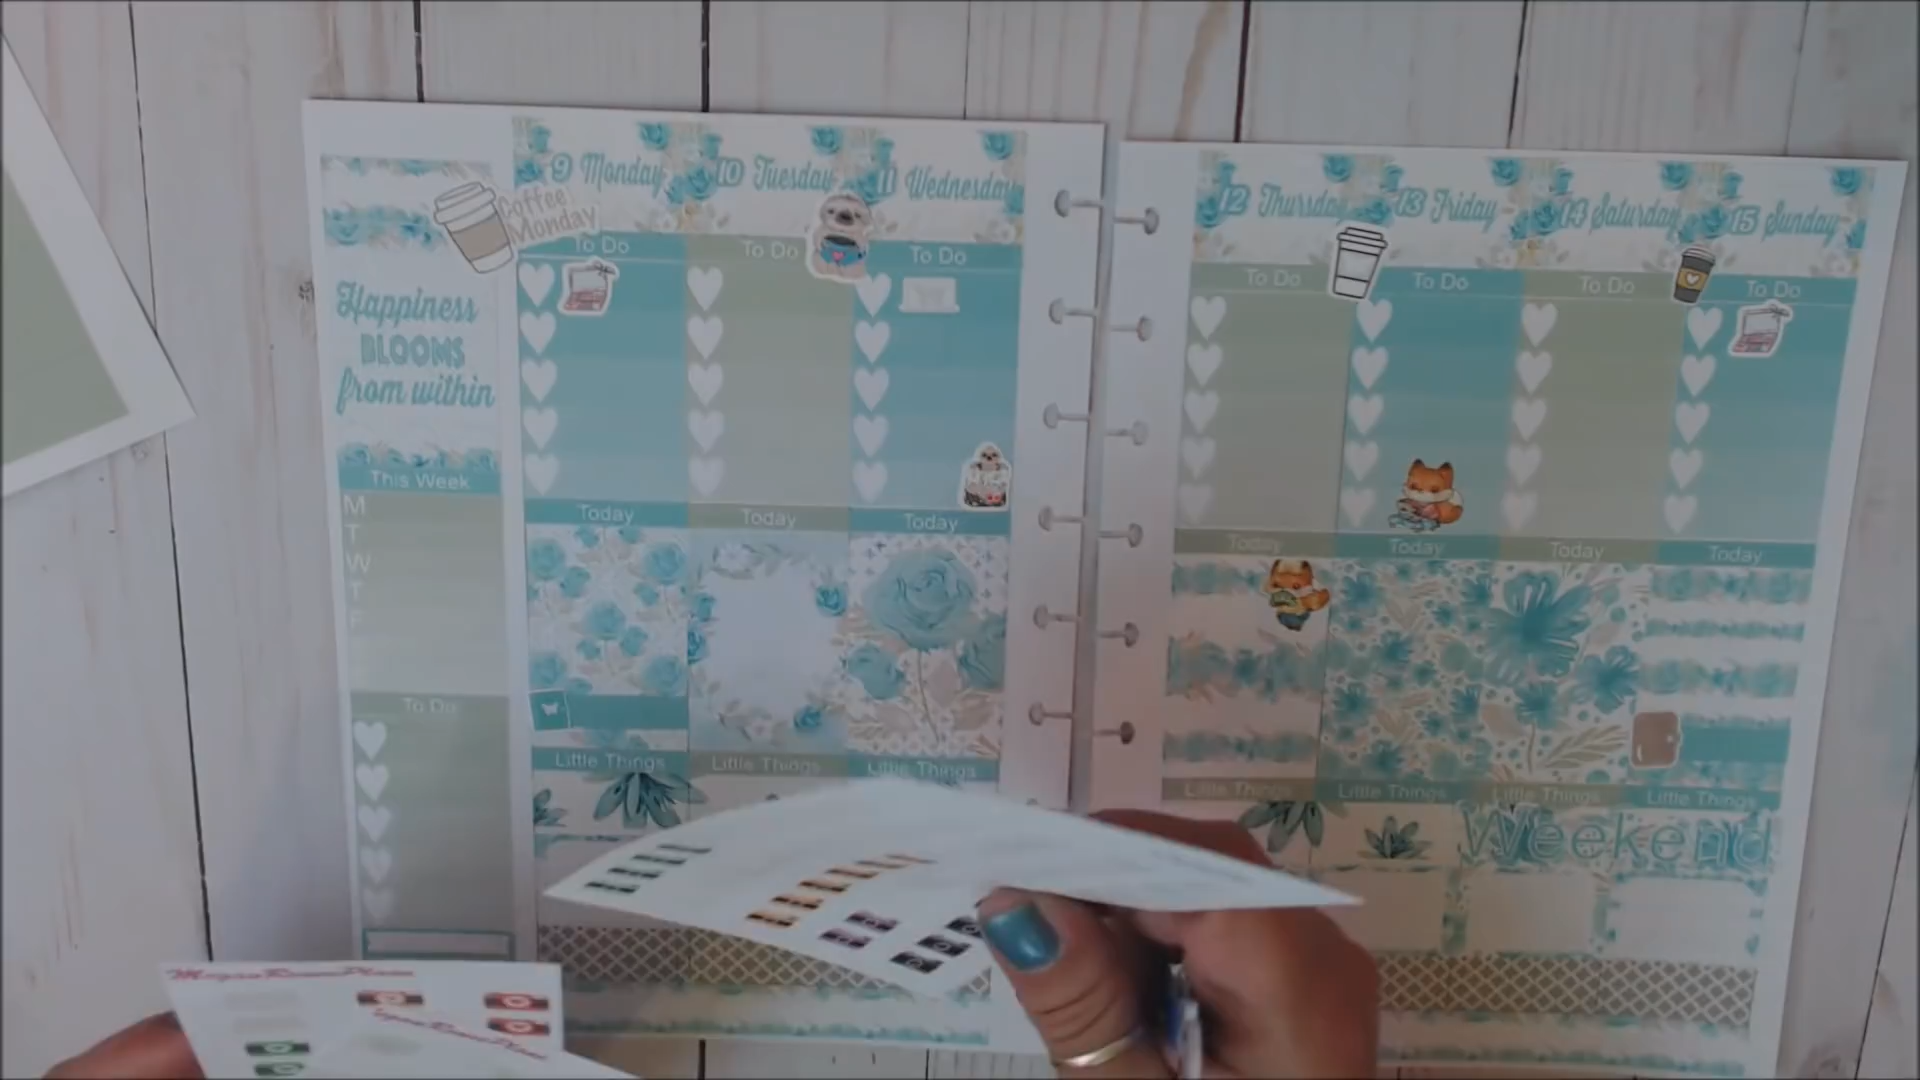 9 Monday
10 Tuesday
11 Wednesday
12 Thursday
13 Friday
14 Saturday
15 Sunday
Coffee
Monday
To Do
To Do
To Do
To Do
To Do
To Do
To Do
Happiness
BLOOMS
from within
This Week
M
T
W
T
F
Today
Today
Today
Today
Today
Today
Today
To Do
Little Things
Little Things
Little Things
Little Things
Little Things
Little Things
Little Things
Weekend